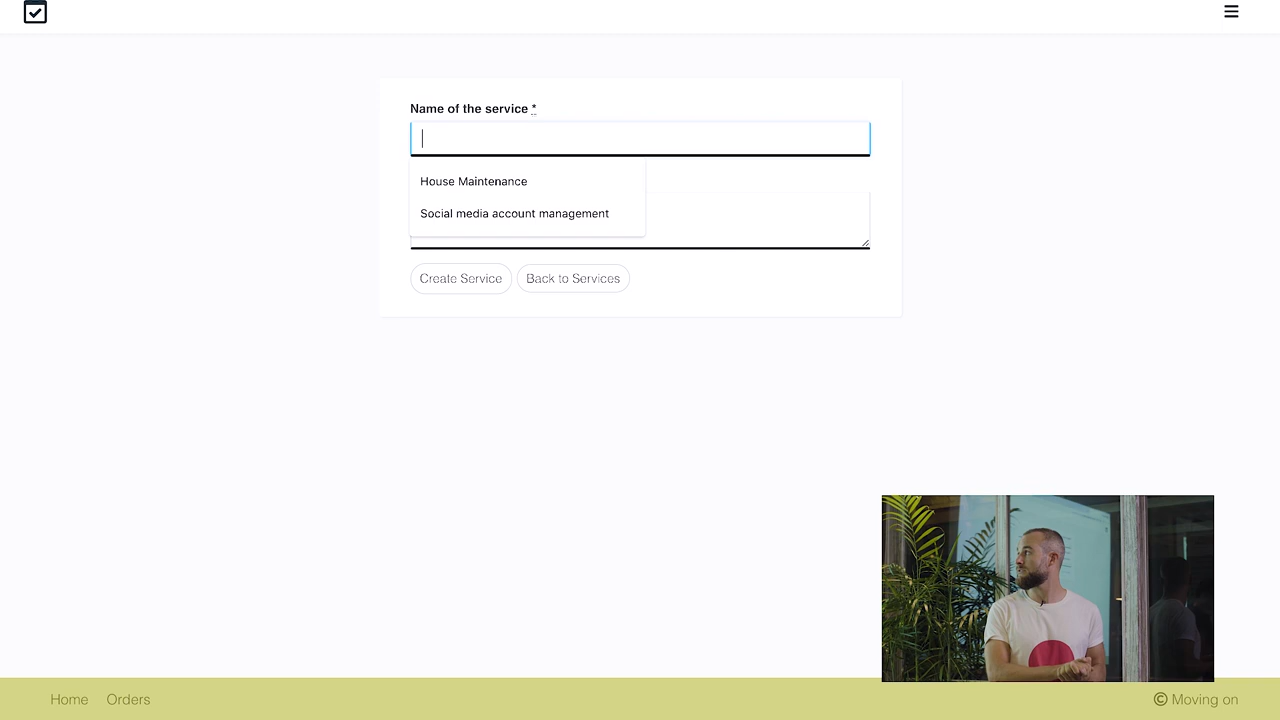 Name of the service *
House Maintenance
Social media account management
Create Service
Back to Services
Home
Orders
© Moving on